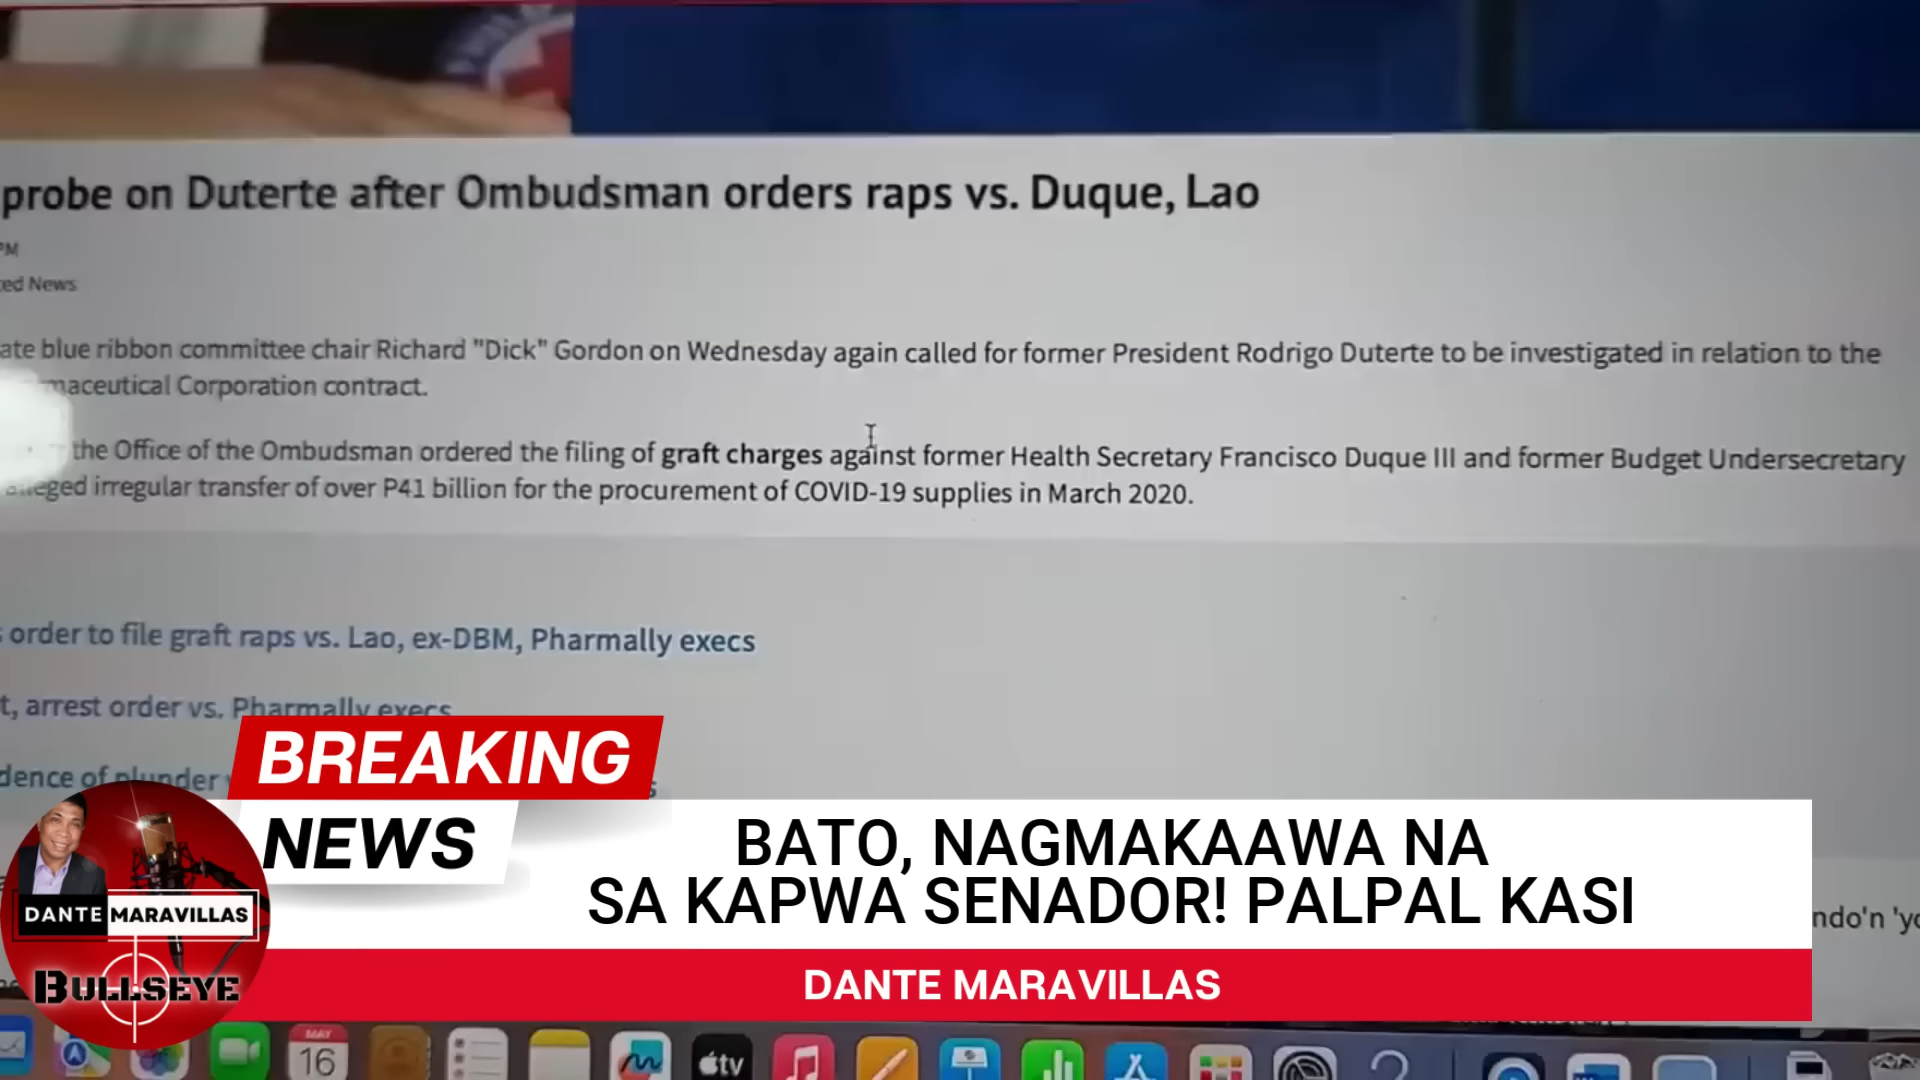 probe on Duterte after Ombudsman orders raps vs. Duque, Lao
PM
ted News
ate blue ribbon committee chair Richard "Dick" Gordon on Wednesday again called for former President Rodrigo Duterte to be investigated in relation to the
maceutical Corporation contract.
the Office of the Ombudsman ordered the filing of graft charges against former Health Secretary Francisco Duque III and former Budget Undersecretary
alleged irregular transfer of over P41 billion for the procurement of COVID-19 supplies in March 2020.
order to file graft raps vs. Lao, ex-DBM, Pharmally execs
t, arrest order vs. Pharmally execs
dence of plunder
BREAKING
NEWS
BATO, NAGMAKAAWA NA
SA KAPWA SENADOR! PALPAL KASI
DANTE MARAVILLAS
DANTE MARAVILLAS
BULLSEYE
ndo'n 'yo
MAY
16
tv